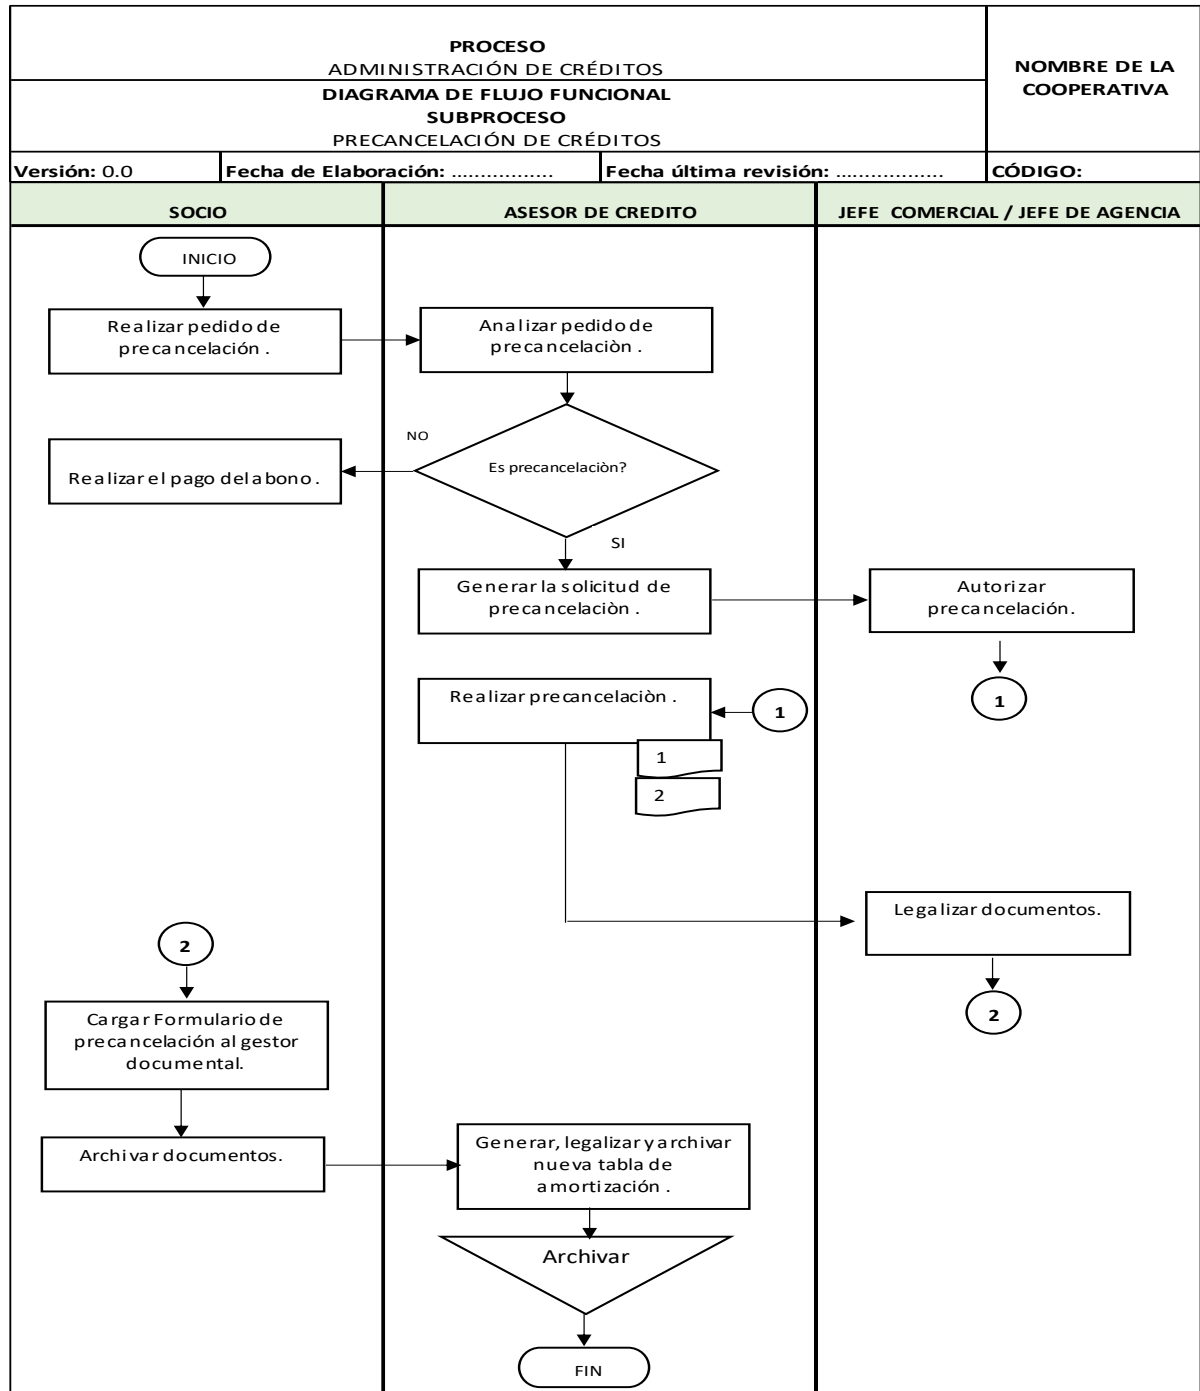 PROCESO
ADMINISTRACIÓN DE CRÉDITOS
NOMBRE DE LA
COOPERATIVA
DIAGRAMA DE FLUJO FUNCIONAL
SUBPROCESO
PRECANCELACIÓN DE CRÉDITOS
Versión: 0.0
Fecha de Elaboración: .................
Fecha última revisión: ..................
CÓDIGO:
SOCIO
ASESOR DE CREDITO
JEFE COMERCIAL / JEFE DE AGENCIA
INICIO
Realizar pedido de
precancelación .
Analizar pedido de
precancelaciòn .
NO
Es precancelaciòn?
Realizar el pago del abono .
SI
Generar la solicitud de
precancelaciòn .
Autorizar
precancelación.
Realizar precancelaciòn .
1
1
1
2
Legalizar documentos.
2
2
Cargar Formulario de
precancelación al gestor
documental.
Archivar documentos.
Generar, legalizar y archivar
nueva tabla de
amortización .
Archivar
FIN